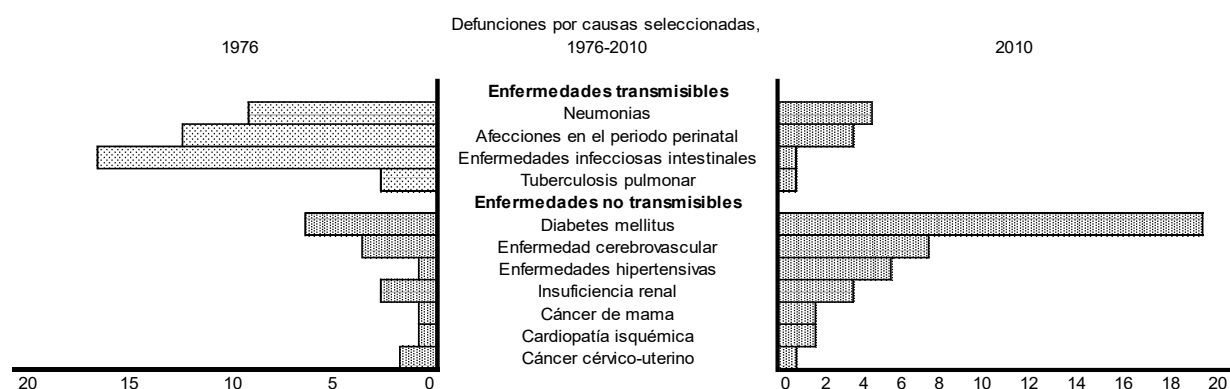 Defunciones por causas seleccionadas,
1976 1976-2010 2010
Enfermedades transmisibles
Neumonias
Afecciones en el periodo perinatal
Enfermedades infecciosas intestinales
Tuberculosis pulmonar
Enfermedades no transmisibles
Diabetes mellitus
Enfermedad cerebrovascular
Enfermedades hipertensivas
Insuficiencia renal
Cáncer de mama
Cardiopatía isquémica
Cáncer cérvico-uterino
20 15 10 5 0 0 2 4 6 8 10 12 14 16 18 20